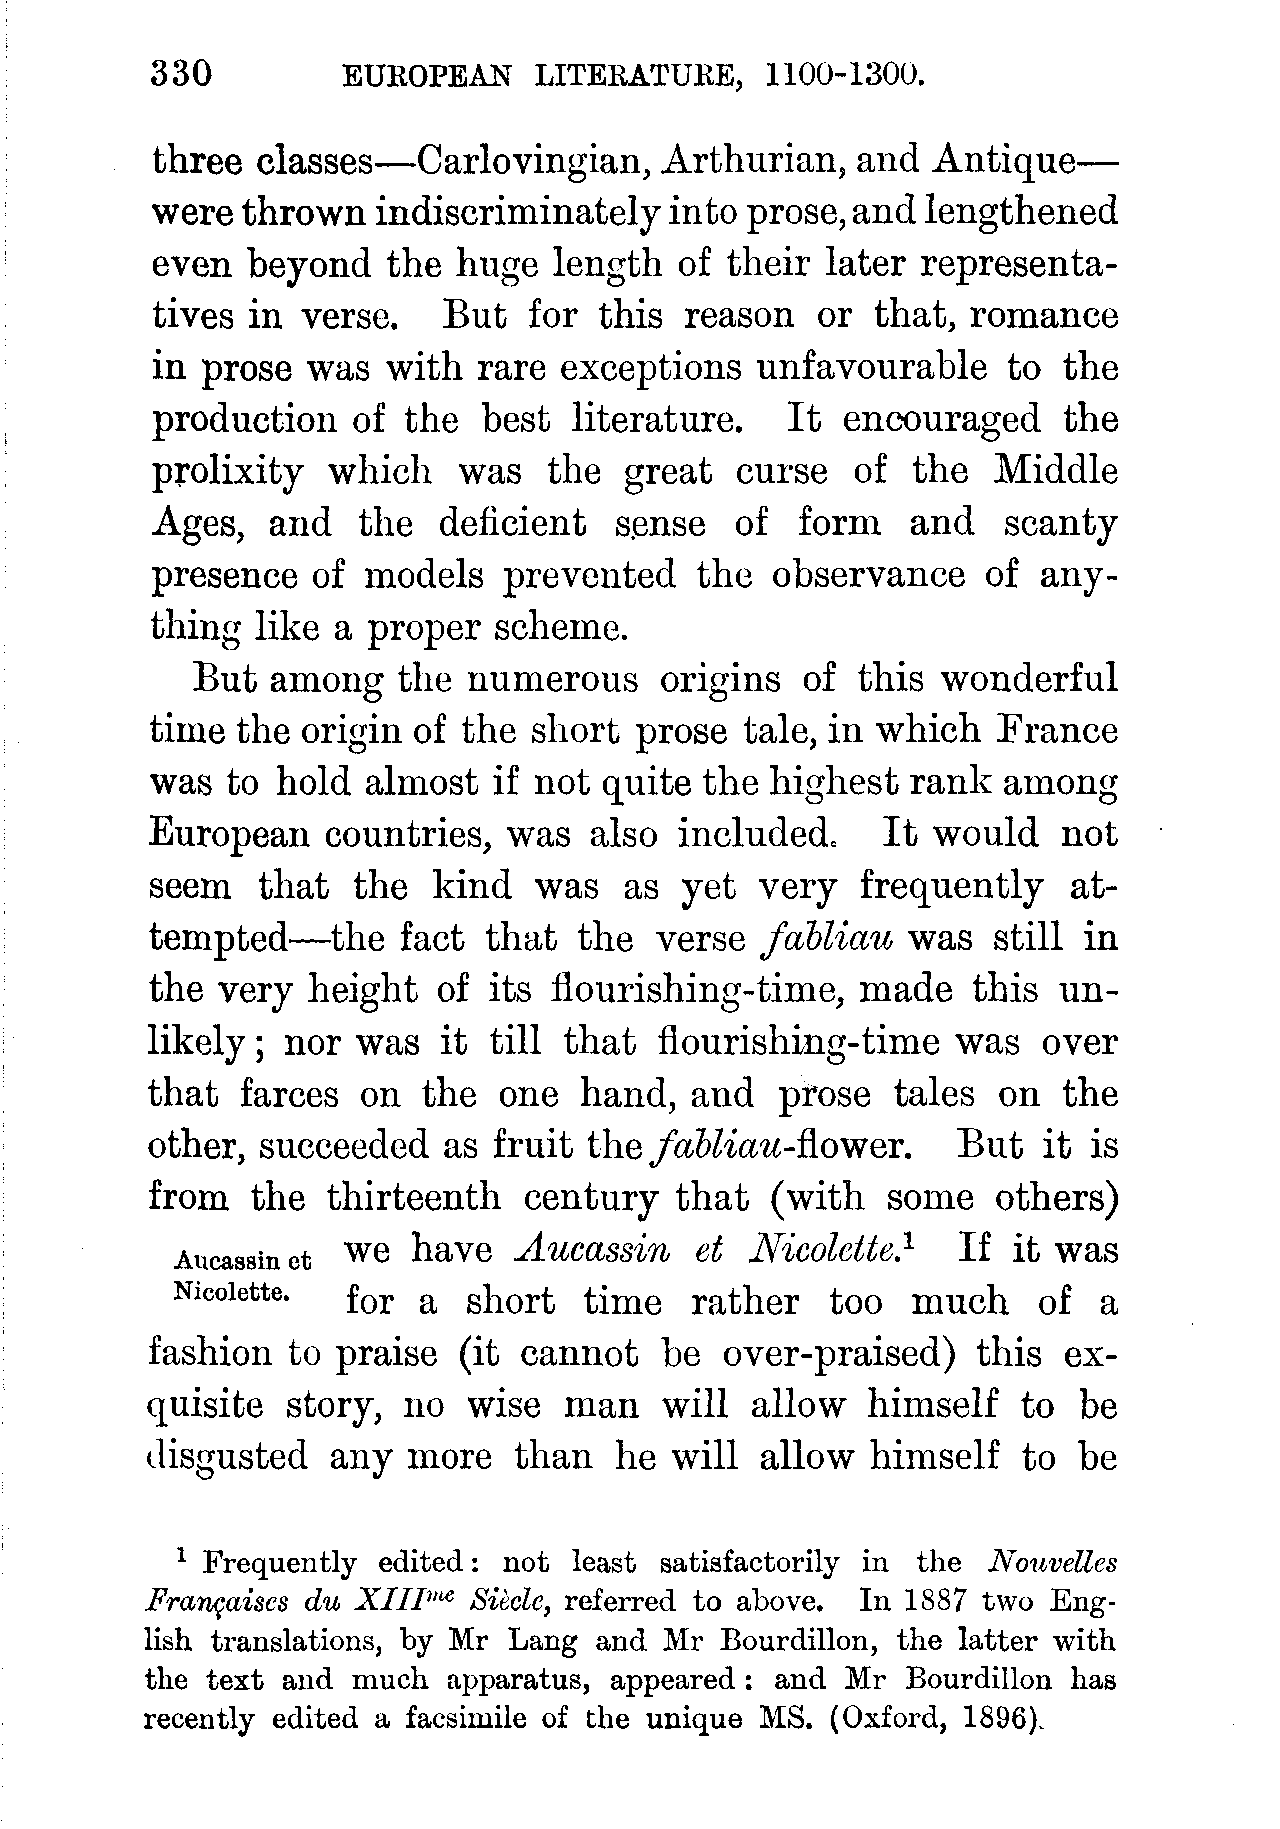 330 EUROPEAN LITERATURE, 1100-1300.
three classes—Carlovingian, Arthurian, and Antique—
were thrown indiscriminately into prose, and lengthened
even beyond the huge length of their later representa-
tives in verse. But for this reason or that, romance
in prose was with rare exceptions unfavourable to the
production of the best literature. It encouraged the
prolixity which was the great curse of the Middle
Ages, and the deficient sense of form and scanty
presence of models prevented the observance of any-
thing like a proper scheme.
But among the numerous origins of this wonderful
time the origin of the short prose tale, in which France
was to hold almost if not quite the highest rank among
European countries, was also included. It would not
seem that the kind was as yet very frequently at-
tempted—the fact that the verse fabliau was still in
the very height of its flourishing-time, made this un-
likely; nor was it till that flourishing-time was over
that farces on the one hand, and prose tales on the
other, succeeded as fruit the fabliau-flower. But it is
from the thirteenth century that (with some others)
Aucassin et we have Aucassin et Nicolette.¹ If it was
Nicolette. for a short time rather too much of a
fashion to praise (it cannot be over-praised) this ex-
quisite story, no wise man will allow himself to be
disgusted any more than he will allow himself to be
¹ Frequently edited: not least satisfactorily in the Nouvelles
Françaises du XIIIme Siècle, referred to above. In 1887 two Eng-
lish translations, by Mr Lang and Mr Bourdillon, the latter with
the text and much apparatus, appeared: and Mr Bourdillon has
recently edited a facsimile of the unique MS. (Oxford, 1896).